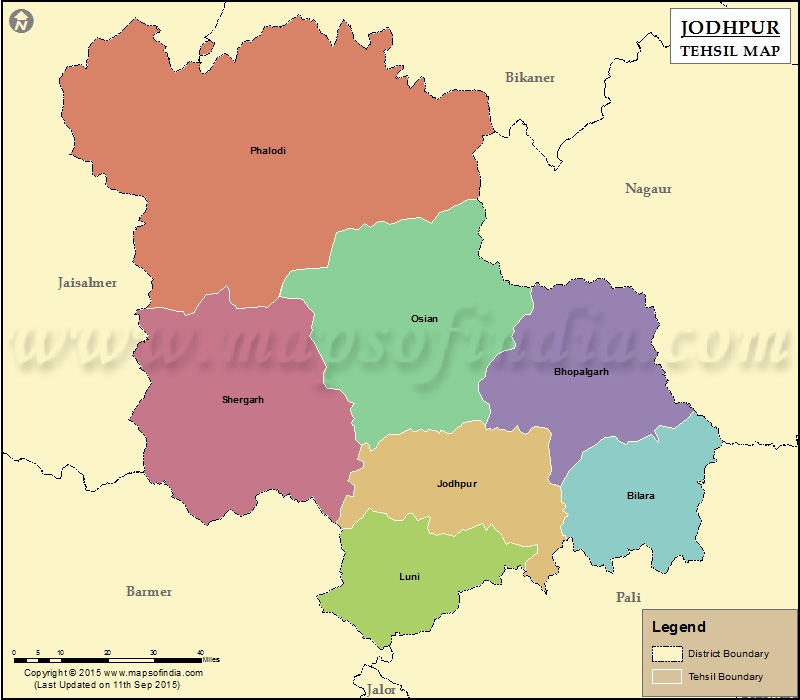 N
JODHPUR
TEHSIL MAP
Bikaner
Phalodi
Nagaur
Jaisalmer
Osian
www.mapsofindia.com
Bhopalgarh
Shergarh
Jodhpur
Bilara
Luni
Barmer
Pali
Legend
District Boundary
Tehsil Boundary
0 5 10 20 30 40 Miles
Copyright © 2015 www.mapsofindia.com
(Last Updated on 11th Sep 2015)
Jalor